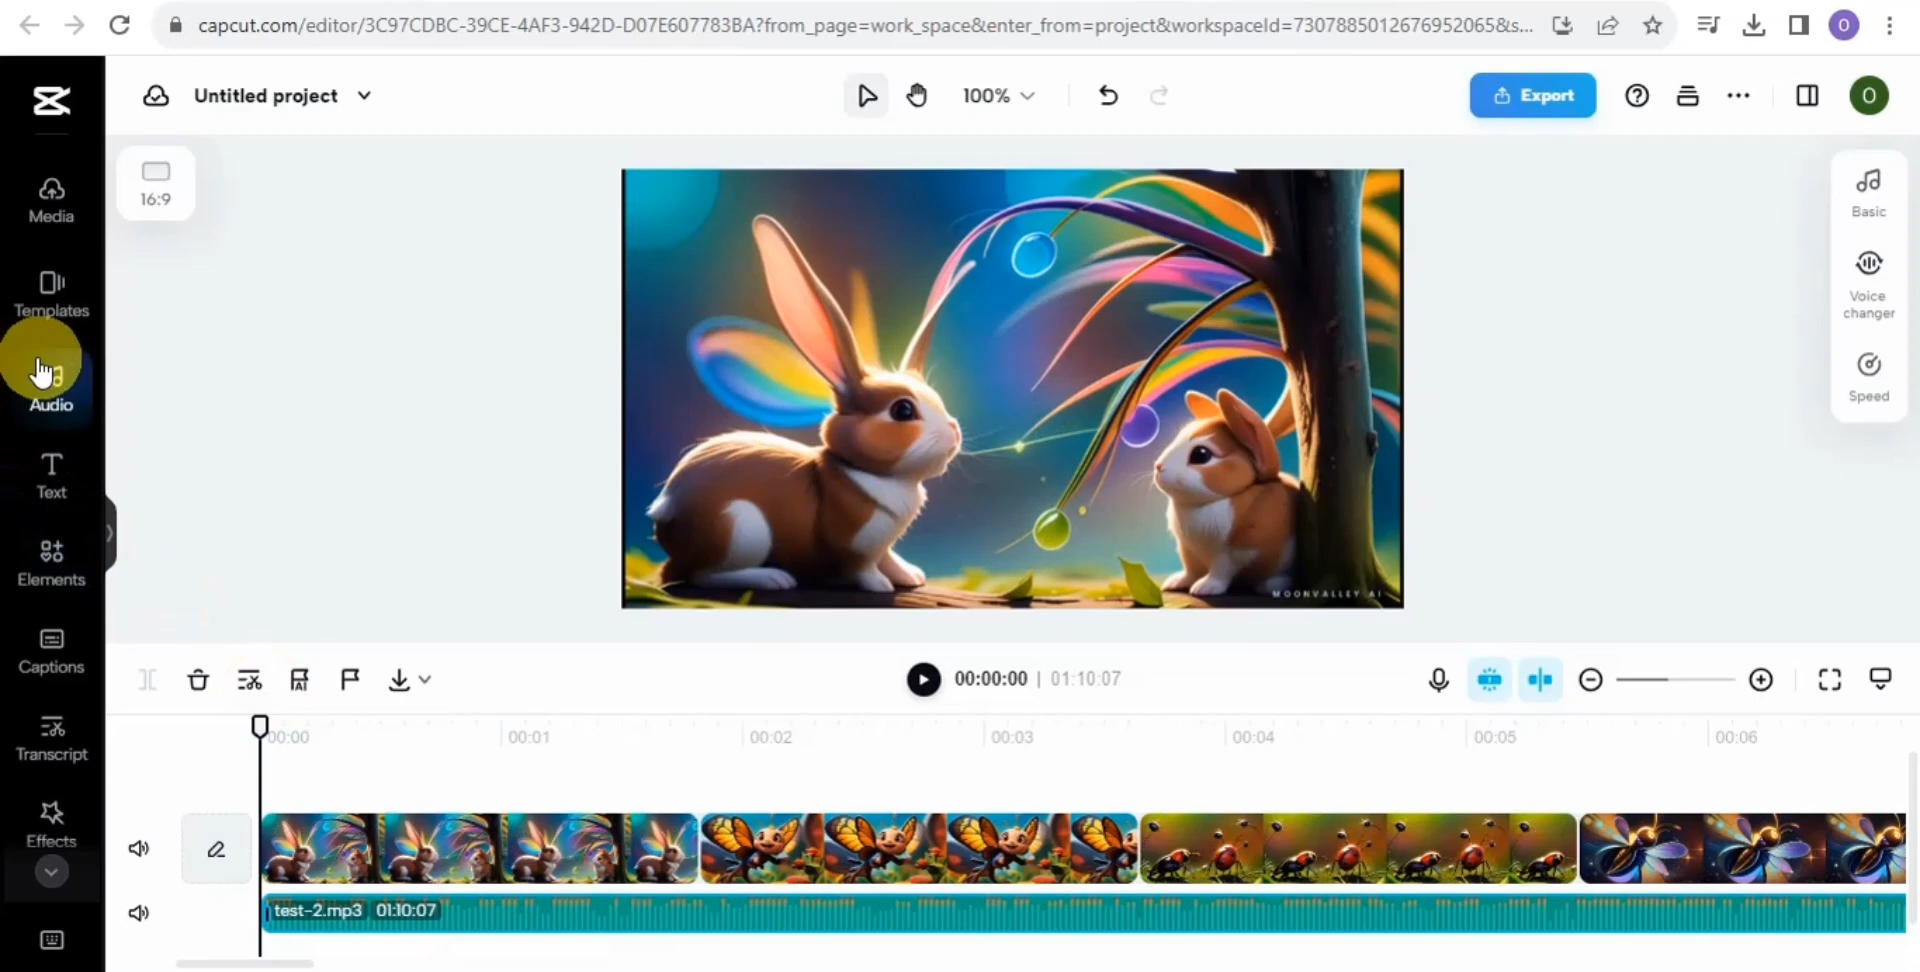 capcut.com/editor/3C97CDBC-39CE-4AF3-942D-D07E607783BA?from_page=work_space&enter_from=project&workspaceId=7307885012676952065&s...
O
Untitled project
100%
Export
O
Media
Templates
Audio
Text
Elements
Captions
Transcript
Effects
16:9
MOONVALLEY AI
Basic
Voice
changer
Speed
AI
00:00:00 | 01:10:07
00:00 00:01 00:02 00:03 00:04 00:05 00:06
test-2.mp3 01:10:07